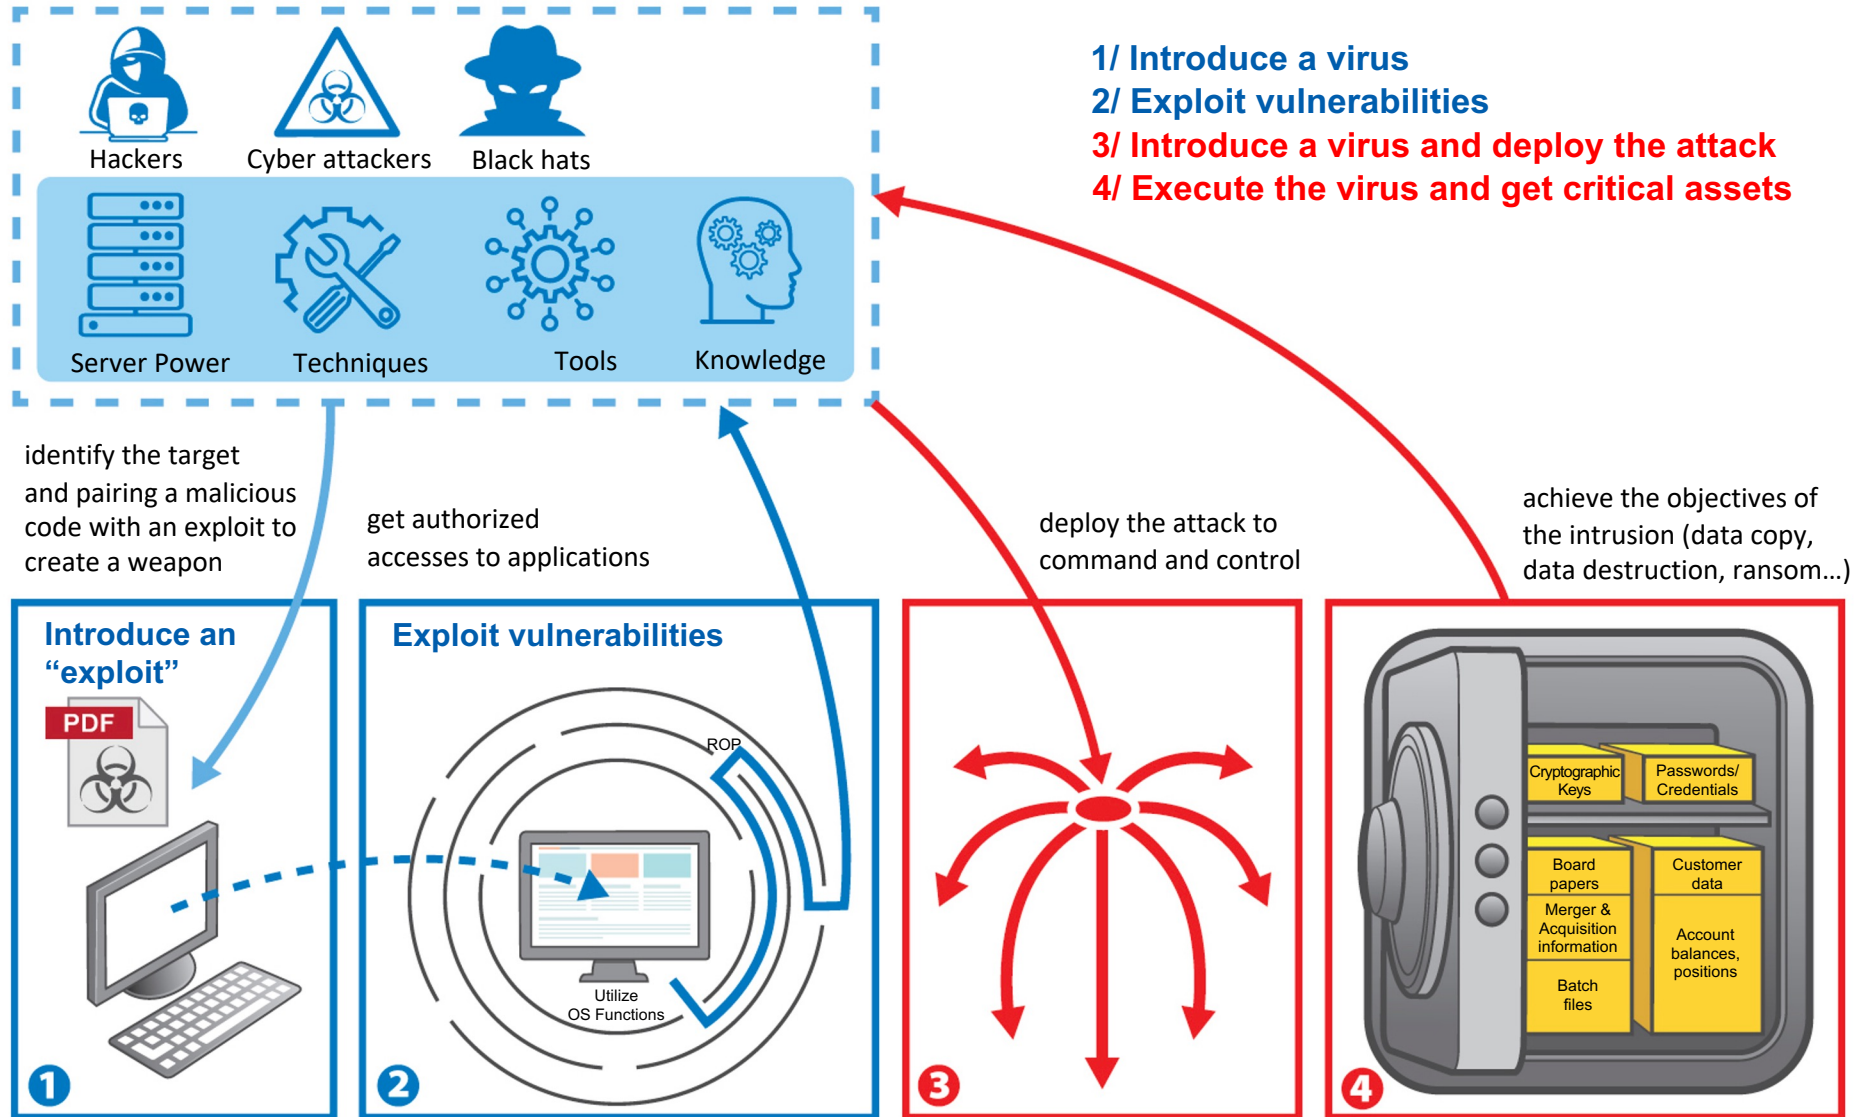 1/ Introduce a virus
2/ Exploit vulnerabilities
3/ Introduce a virus and deploy the attack
4/ Execute the virus and get critical assets
Hackers
Cyber attackers
Black hats
Server Power
Techniques
Tools
Knowledge
identify the target
and pairing a malicious
code with an exploit to
create a weapon
get authorized
accesses to applications
deploy the attack to
command and control
achieve the objectives of
the intrusion (data copy,
data destruction, ransom...)
Introduce an
“exploit”
PDF
1
Exploit vulnerabilities
ROP
Utilize
OS Functions
2
3
Cryptographic
Keys
Passwords/
Credentials
Board
papers
Merger &
Acquisition
information
Batch
files
Customer
data
Account
balances,
positions
4